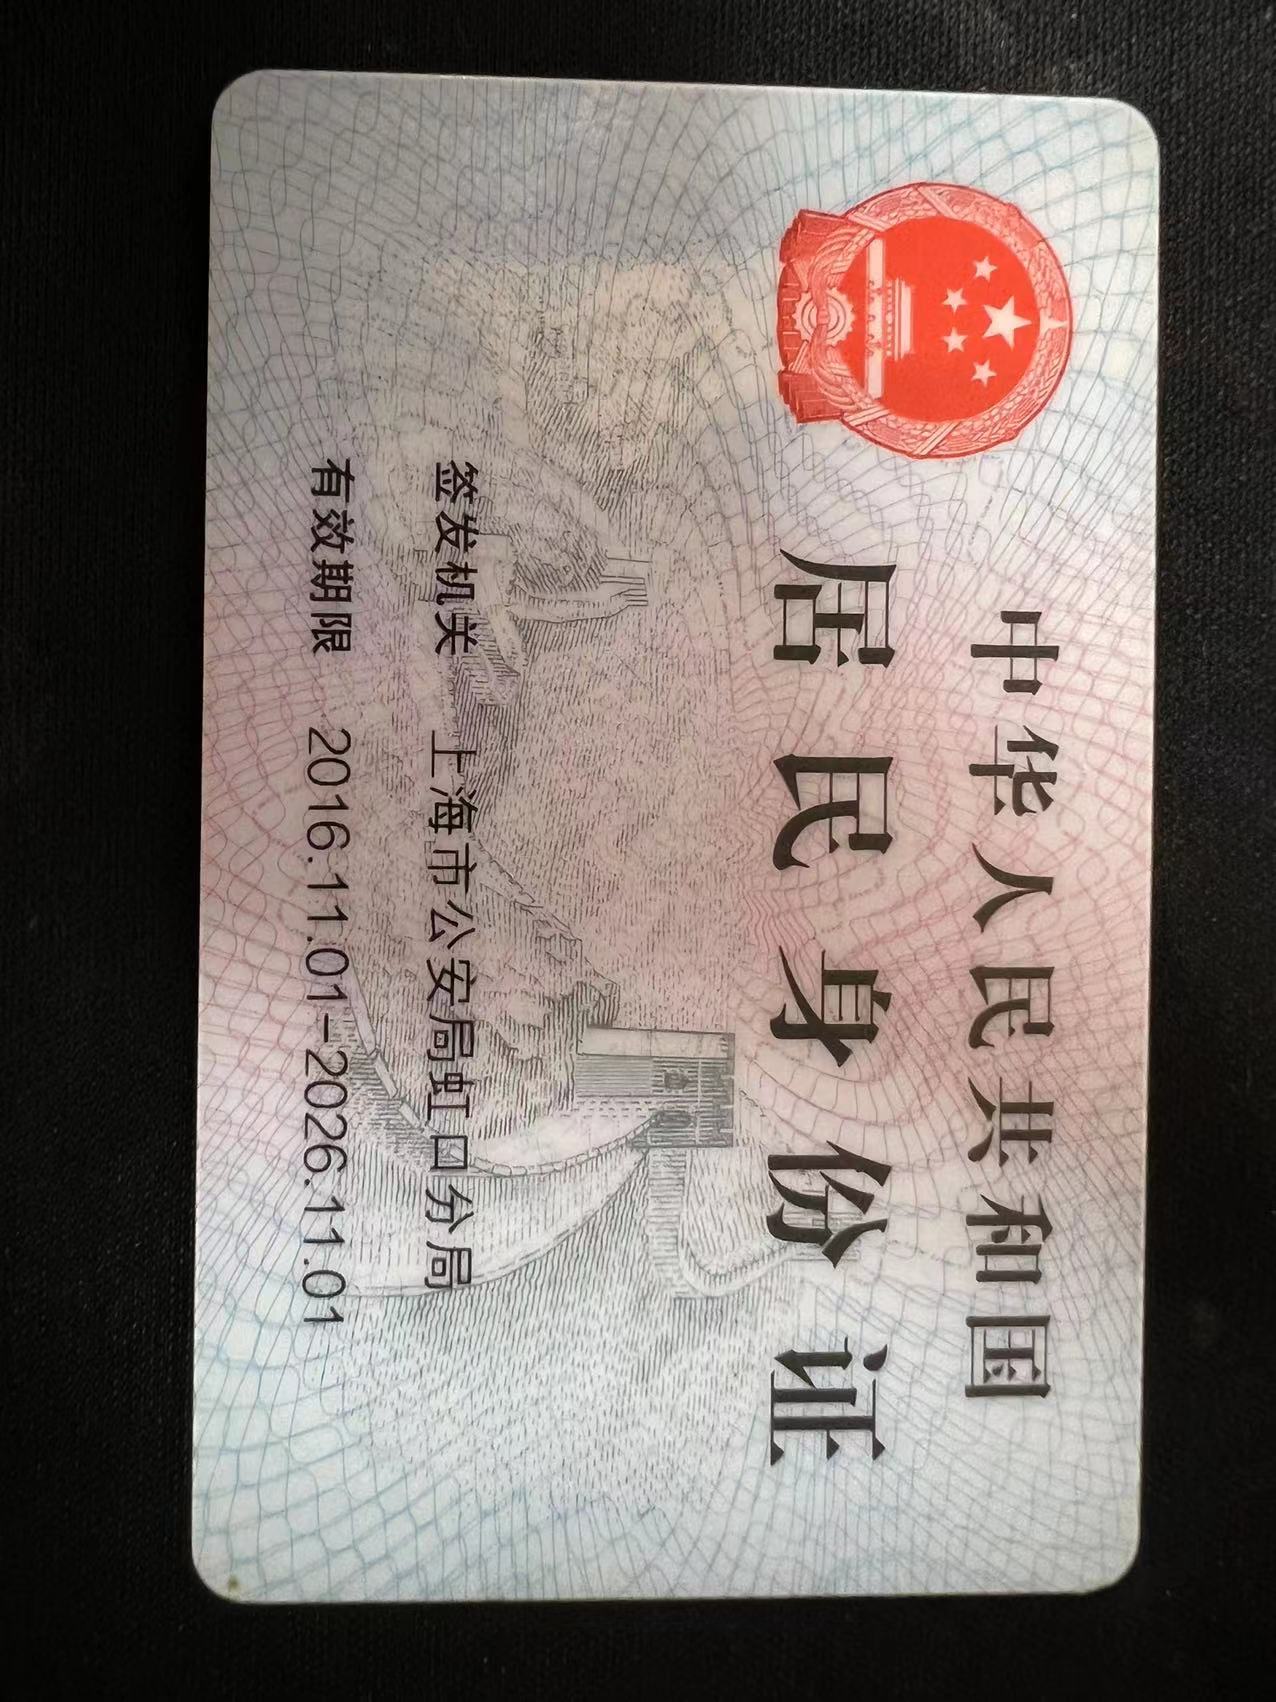 中华人民共和国
居民身份证
签发机关 上海市公安局虹口分局
有效期限 2016.11.01-2026.11.01